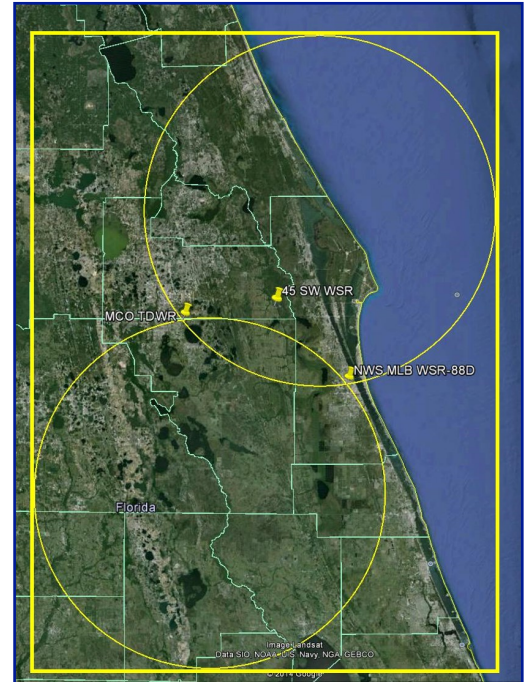 45 SW WSR
MCO TDWR
NWS MLB WSR-88D
Florida
Image Landsat
Data SIO, NOAA, U.S. Navy, NGA, GEBCO
© 2014 Google